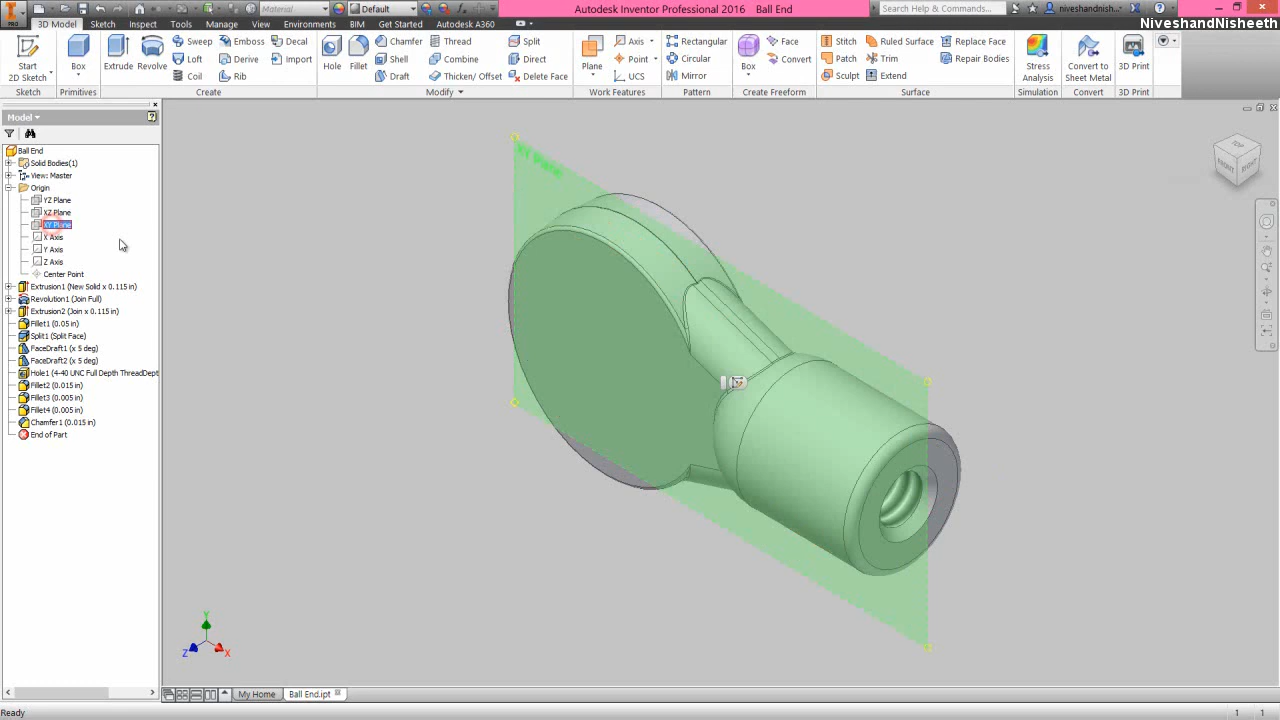 Material
Default
Autodesk Inventor Professional 2016 Ball End
Search Help & Commands...
niveshandnish...
NiveshandNisheeth
PRO
3D Model Sketch Inspect Tools Manage View Environments BIM Get Started Autodesk A360
Start 2D Sketch
Box
Extrude
Revolve
Sweep Emboss Decal
Loft Derive Import
Coil Rib
Hole
Fillet
Chamfer Thread Split
Shell Combine Direct
Draft Thicken/ Offset Delete Face
Plane
Axis
Point
UCS
Rectangular
Circular
Mirror
Box
Face
Convert
Stitch Ruled Surface Replace Face
Patch Trim Repair Bodies
Sculpt Extend
Stress Analysis
Convert to Sheet Metal
3D Print
Sketch Primitives Create Modify Work Features Pattern Create Freeform Surface Simulation Convert 3D Print
Model
Ball End
Solid Bodies(1)
View: Master
Origin
YZ Plane
XZ Plane
XY Plane
X Axis
Y Axis
Z Axis
Center Point
Extrusion1 (New Solid x 0.115 in)
Revolution1 (Join Full)
Extrusion2 (Join x 0.115 in)
Fillet1 (0.05 in)
Split1 (Split Face)
FaceDraft1 (x 5 deg)
FaceDraft2 (x 5 deg)
Hole1 (4-40 UNC Full Depth ThreadDept
Fillet2 (0.015 in)
Fillet3 (0.005 in)
Fillet4 (0.005 in)
Chamfer1 (0.015 in)
End of Part
XY Plane
TOP
FRONT
RIGHT
Y
Z
X
My Home Ball End.ipt
Ready
1 1